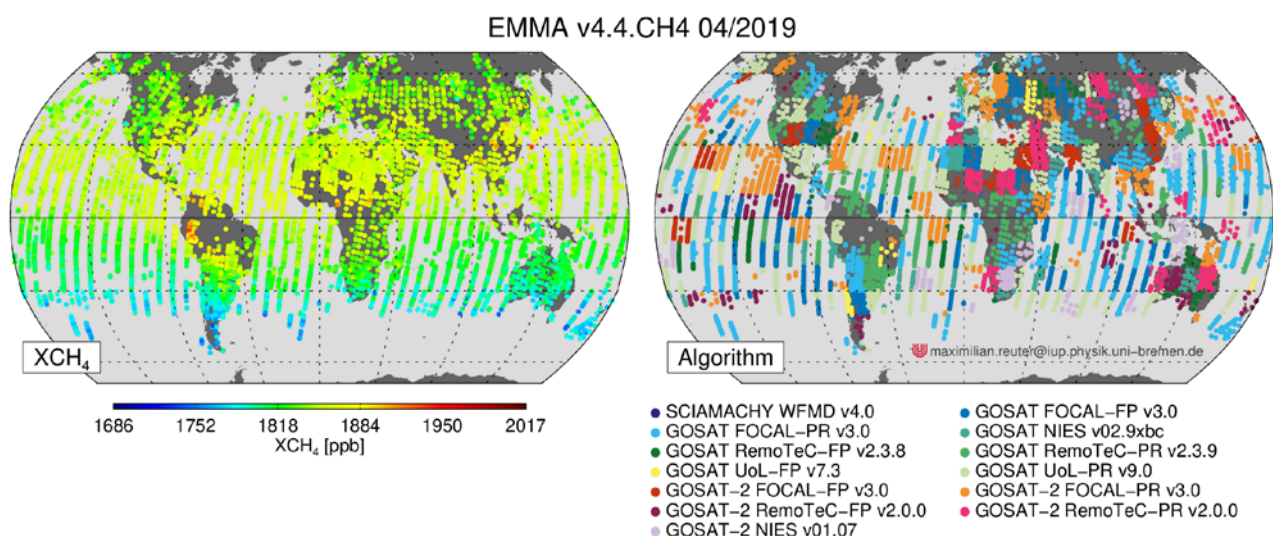 EMMA v4.4.CH4 04/2019
XCH₄
Algorithm
maximilian.reuter@iup.physik.uni-bremen.de
1686 1752 1818 1884 1950 2017
XCH₄ [ppb]
SCIAMACHY WFMD v4.0
GOSAT FOCAL-PR v3.0
GOSAT RemoTeC-FP v2.3.8
GOSAT UoL-FP v7.3
GOSAT-2 FOCAL-FP v3.0
GOSAT-2 RemoTeC-FP v2.0.0
GOSAT-2 NIES v01.07
GOSAT FOCAL-FP v3.0
GOSAT NIES v02.9xbc
GOSAT RemoTeC-PR v2.3.9
GOSAT UoL-PR v9.0
GOSAT-2 FOCAL-PR v3.0
GOSAT-2 RemoTeC-PR v2.0.0